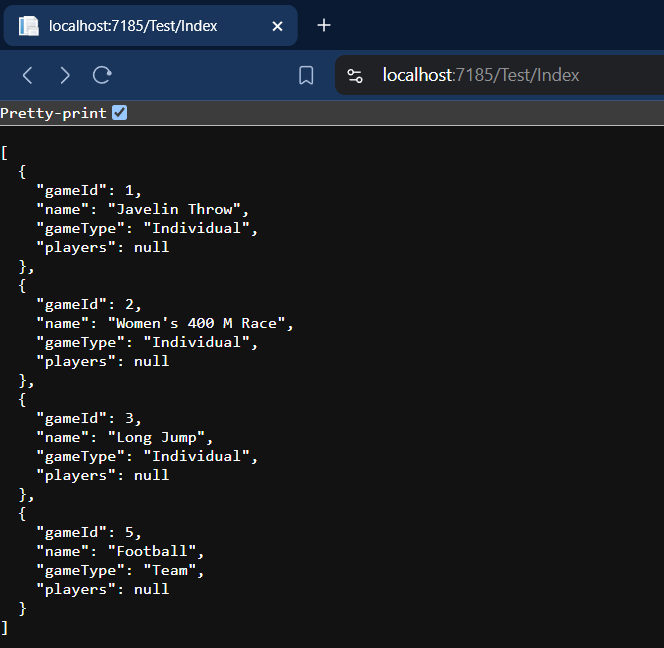 localhost:7185/Test/Index
localhost:7185/Test/Index
Pretty-print
[
  {
    "gameId": 1,
    "name": "Javelin Throw",
    "gameType": "Individual",
    "players": null
  },
  {
    "gameId": 2,
    "name": "Women's 400 M Race",
    "gameType": "Individual",
    "players": null
  },
  {
    "gameId": 3,
    "name": "Long Jump",
    "gameType": "Individual",
    "players": null
  },
  {
    "gameId": 5,
    "name": "Football",
    "gameType": "Team",
    "players": null
  }
]